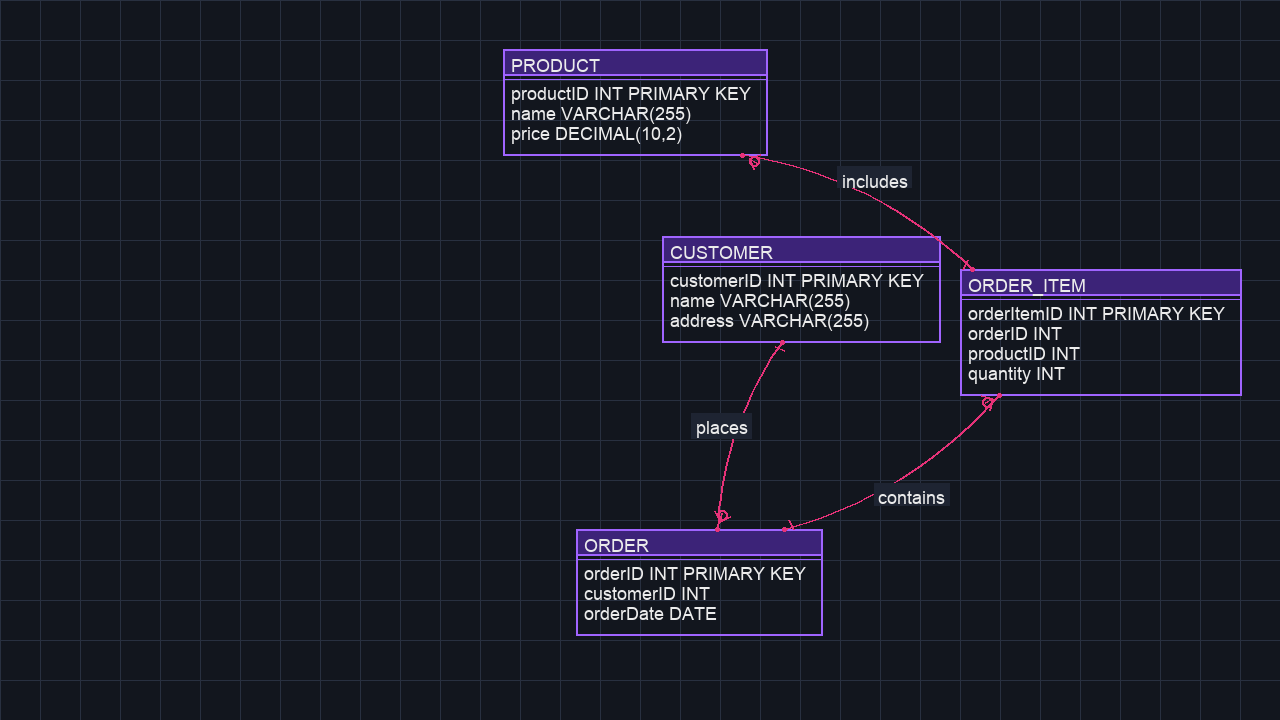 PRODUCT
productID INT PRIMARY KEY
name VARCHAR(255)
price DECIMAL(10,2)
includes
CUSTOMER
customerID INT PRIMARY KEY
name VARCHAR(255)
address VARCHAR(255)
ORDER_ITEM
orderItemID INT PRIMARY KEY
orderID INT
productID INT
quantity INT
places
contains
ORDER
orderID INT PRIMARY KEY
customerID INT
orderDate DATE